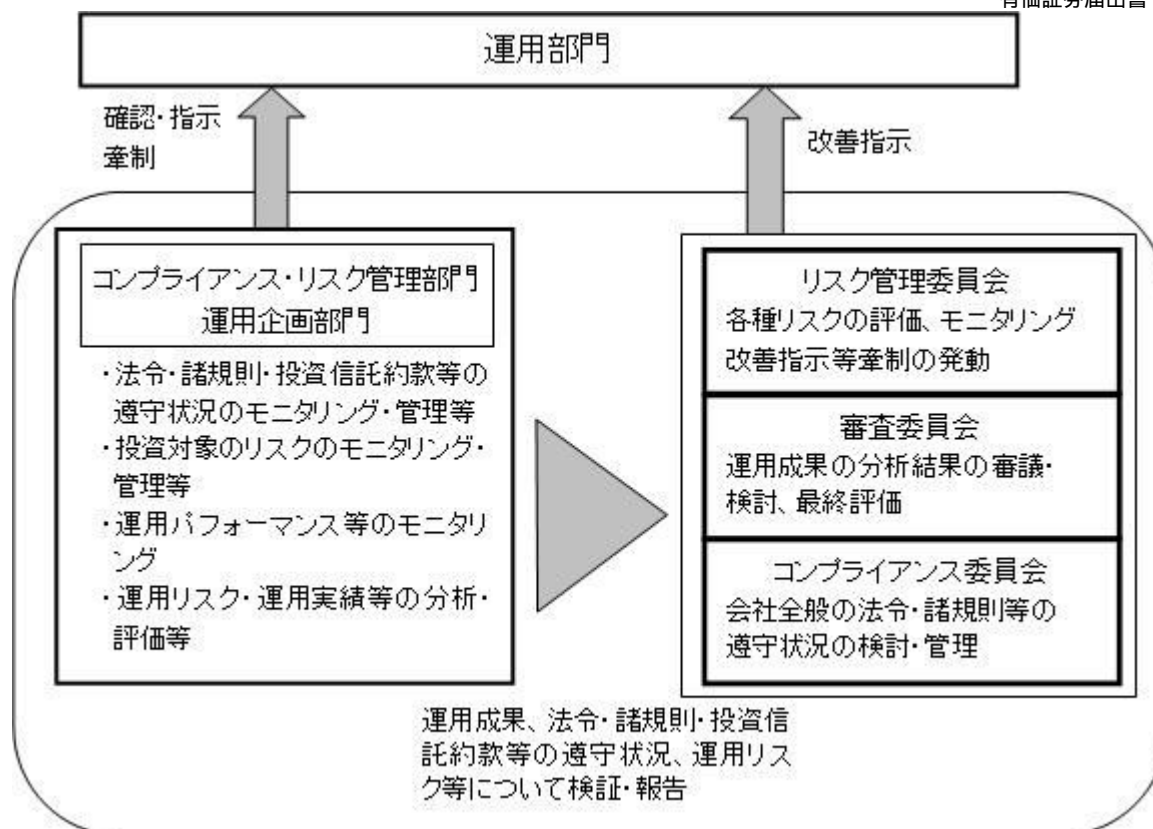 有価証券届出書
運用部門
確認・指示
牽制
改善指示
コンプライアンス・リスク管理部門
運用企画部門
・法令・諸規則・投資信託約款等の
遵守状況のモニタリング・管理等
・投資対象のリスクのモニタリング・
管理等
・運用パフォーマンス等のモニタリ
ング
・運用リスク・運用実績等の分析・
評価等
リスク管理委員会
各種リスクの評価、モニタリング
改善指示等牽制の発動
審査委員会
運用成果の分析結果の審議・
検討、最終評価
コンプライアンス委員会
会社全般の法令・諸規則等の
遵守状況の検討・管理
運用成果、法令・諸規則・投資信
託約款等の遵守状況、運用リス
ク等について検証・報告